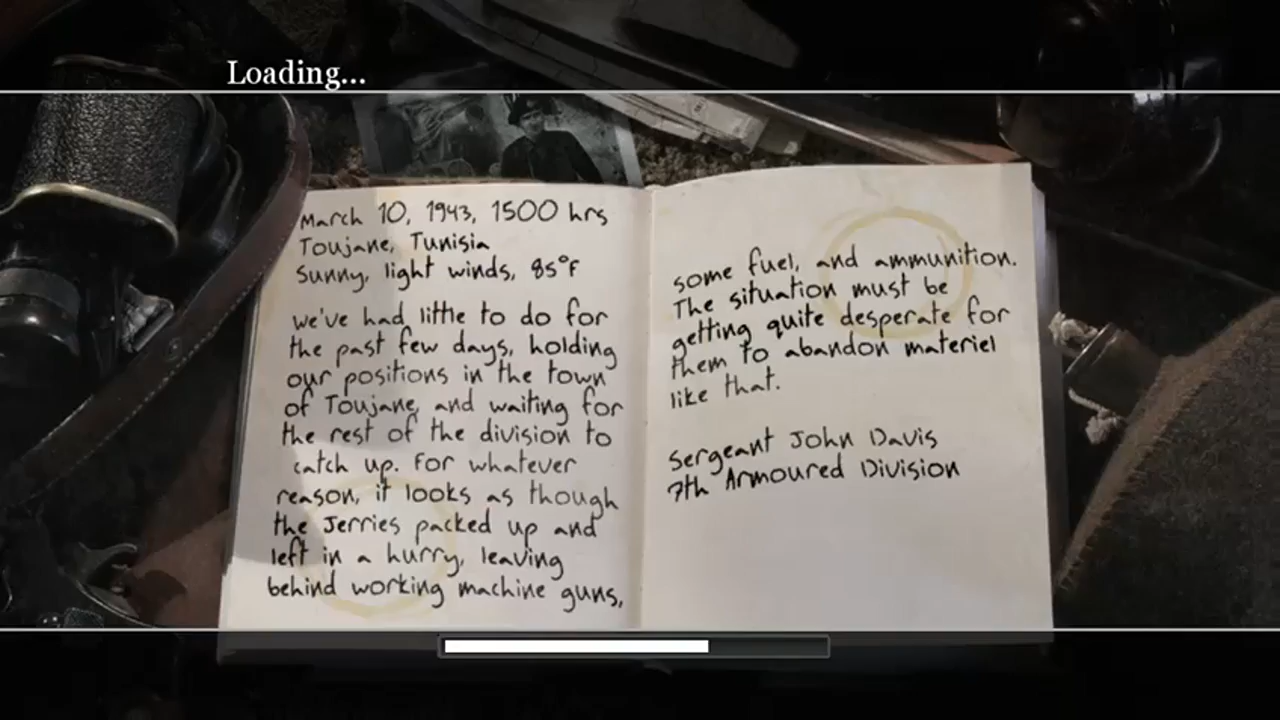 Loading...
March 10, 1943, 1500 hrs
Toujane, Tunisia
Sunny, light winds, 85°F
We've had little to do for
the past few days, holding
our positions in the town
of Toujane, and waiting for
the rest of the division to
catch up. For whatever
reason, it looks as though
the Jerries packed up and
left in a hurry, leaving
behind working machine guns,
some fuel, and ammunition.
The situation must be
getting quite desperate for
them to abandon materiel
like that.
Sergeant John Davis
7th Armoured Division